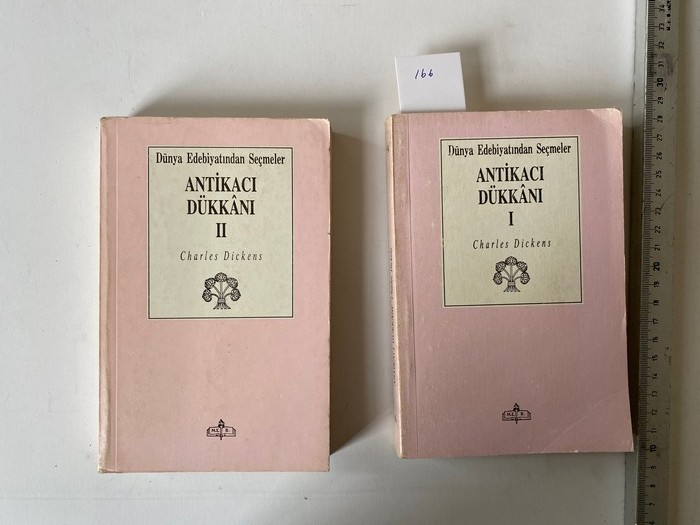 Dünya Edebiyatından Seçmeler
ANTİKACI
DÜKKÂNI
II
Charles Dickens
M.E. B.
166
Dünya Edebiyatından Seçmeler
ANTİKACI
DÜKKÂNI
I
Charles Dickens
M.E. B.